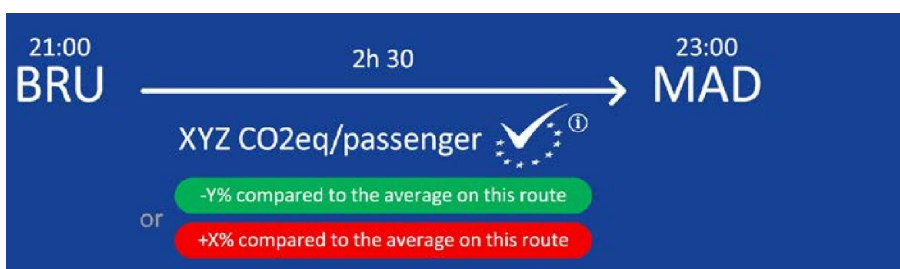 21:00
BRU
2h 30
23:00
MAD
XYZ CO2eq/passenger ⓘ
-Y% compared to the average on this route
or
+X% compared to the average on this route